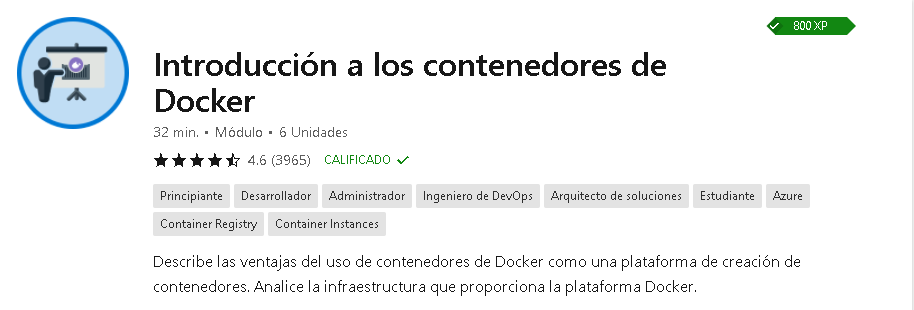 800 XP
Introducción a los contenedores de
Docker
32 min. • Módulo • 6 Unidades
4.6 (3965) CALIFICADO
Principiante Desarrollador Administrador Ingeniero de DevOps Arquitecto de soluciones Estudiante Azure
Container Registry Container Instances
Describe las ventajas del uso de contenedores de Docker como una plataforma de creación de
contenedores. Analice la infraestructura que proporciona la plataforma Docker.